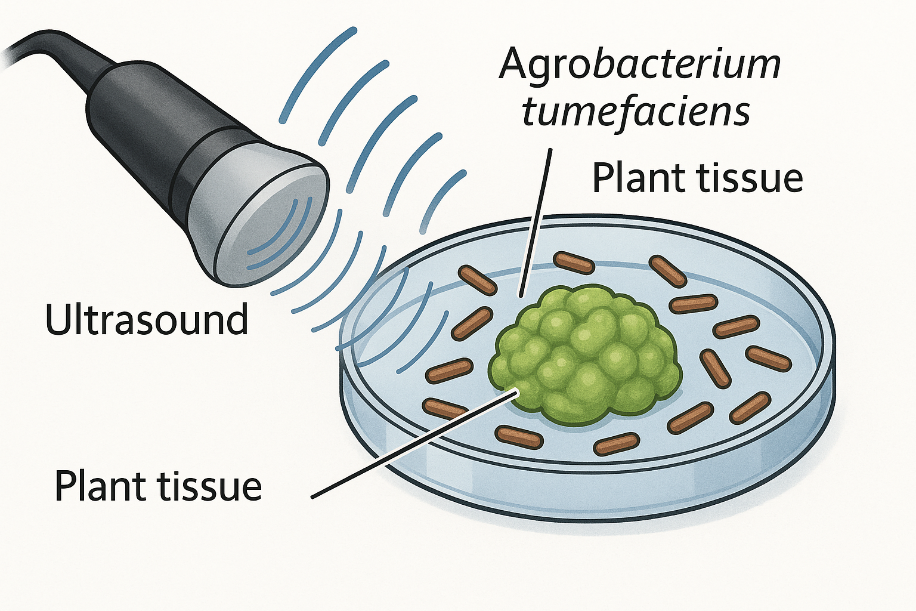 Agrobacterium
tumefaciens
Plant tissue
Ultrasound
Plant tissue